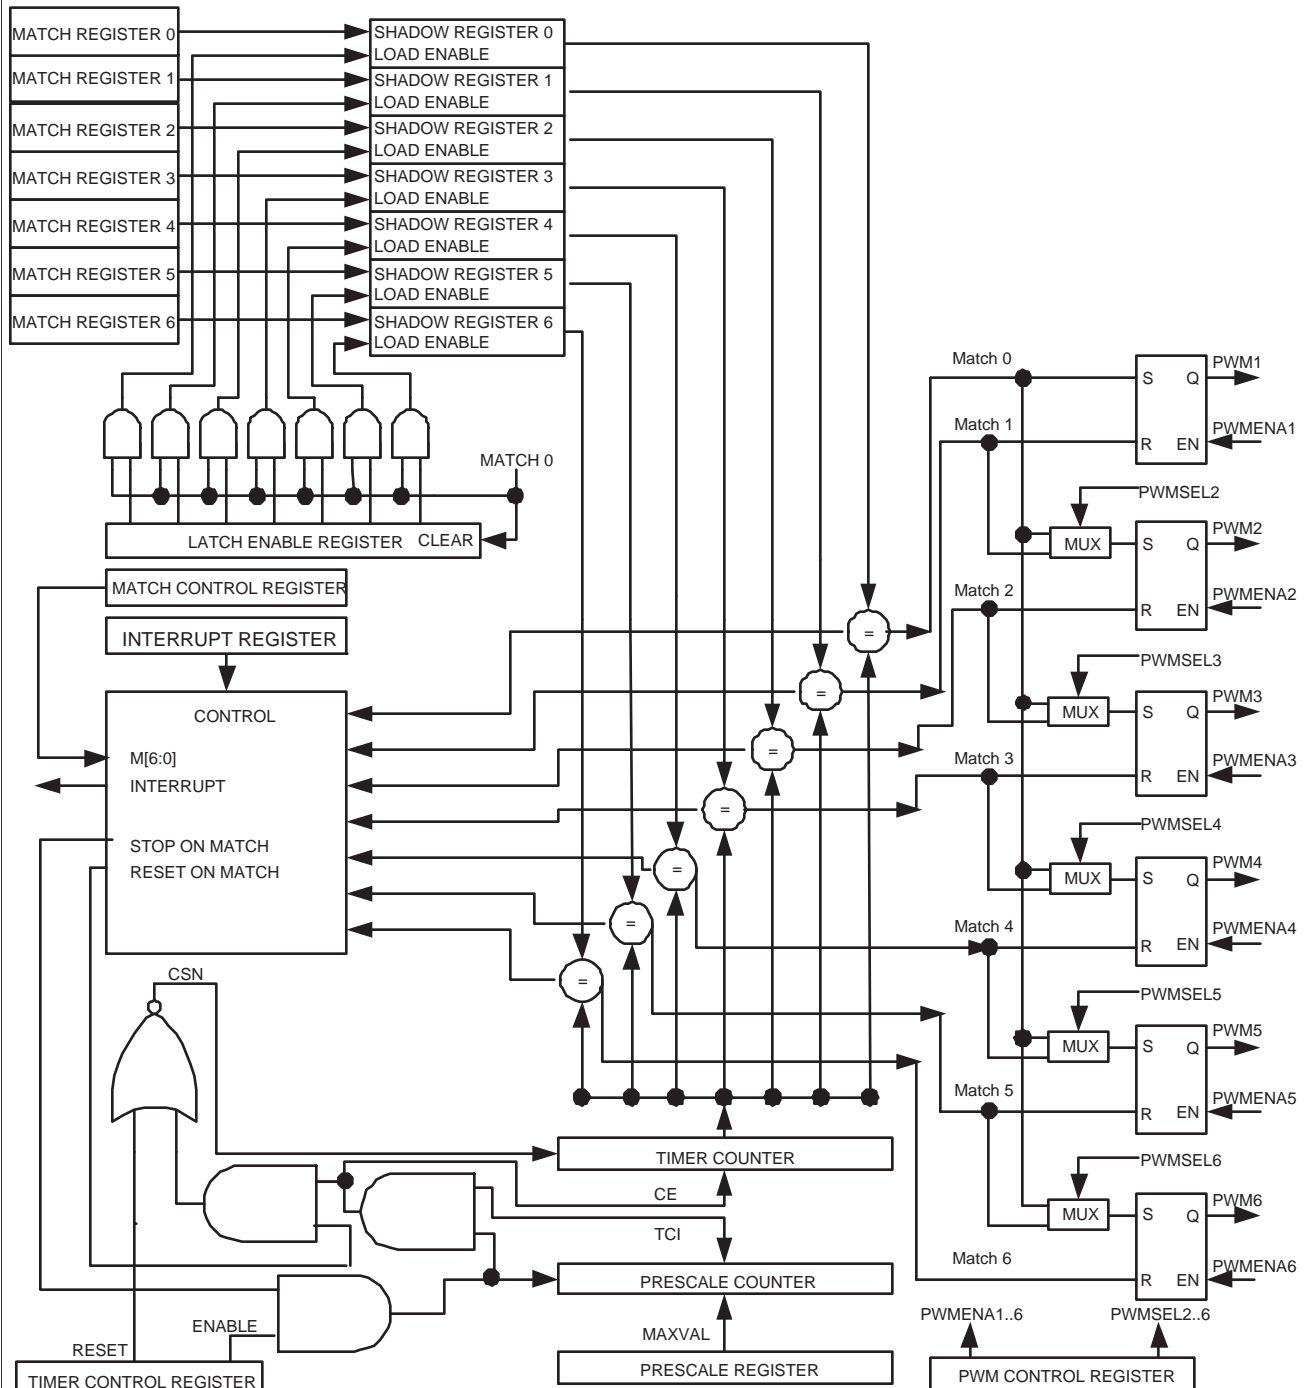 MATCH REGISTER 0
MATCH REGISTER 1
MATCH REGISTER 2
MATCH REGISTER 3
MATCH REGISTER 4
MATCH REGISTER 5
MATCH REGISTER 6
SHADOW REGISTER 0
LOAD ENABLE
SHADOW REGISTER 1
LOAD ENABLE
SHADOW REGISTER 2
LOAD ENABLE
SHADOW REGISTER 3
LOAD ENABLE
SHADOW REGISTER 4
LOAD ENABLE
SHADOW REGISTER 5
LOAD ENABLE
SHADOW REGISTER 6
LOAD ENABLE
MATCH 0
LATCH ENABLE REGISTER CLEAR
MATCH CONTROL REGISTER
INTERRUPT REGISTER
CONTROL
M[6:0]
INTERRUPT
STOP ON MATCH
RESET ON MATCH
CSN
=
=
=
=
=
=
=
Match 0
S Q PWM1
Match 1
R EN PWMENA1
PWMSEL2
MUX S Q PWM2
Match 2
R EN PWMENA2
PWMSEL3
MUX S Q PWM3
Match 3
R EN PWMENA3
PWMSEL4
MUX S Q PWM4
Match 4
R EN PWMENA4
PWMSEL5
MUX S Q PWM5
Match 5
R EN PWMENA5
PWMSEL6
MUX S Q PWM6
Match 6
R EN PWMENA6
TIMER COUNTER
CE
TCI
PRESCALE COUNTER
MAXVAL
PRESCALE REGISTER
ENABLE
RESET
TIMER CONTROL REGISTER
PWMENA1..6 PWMSEL2..6
PWM CONTROL REGISTER